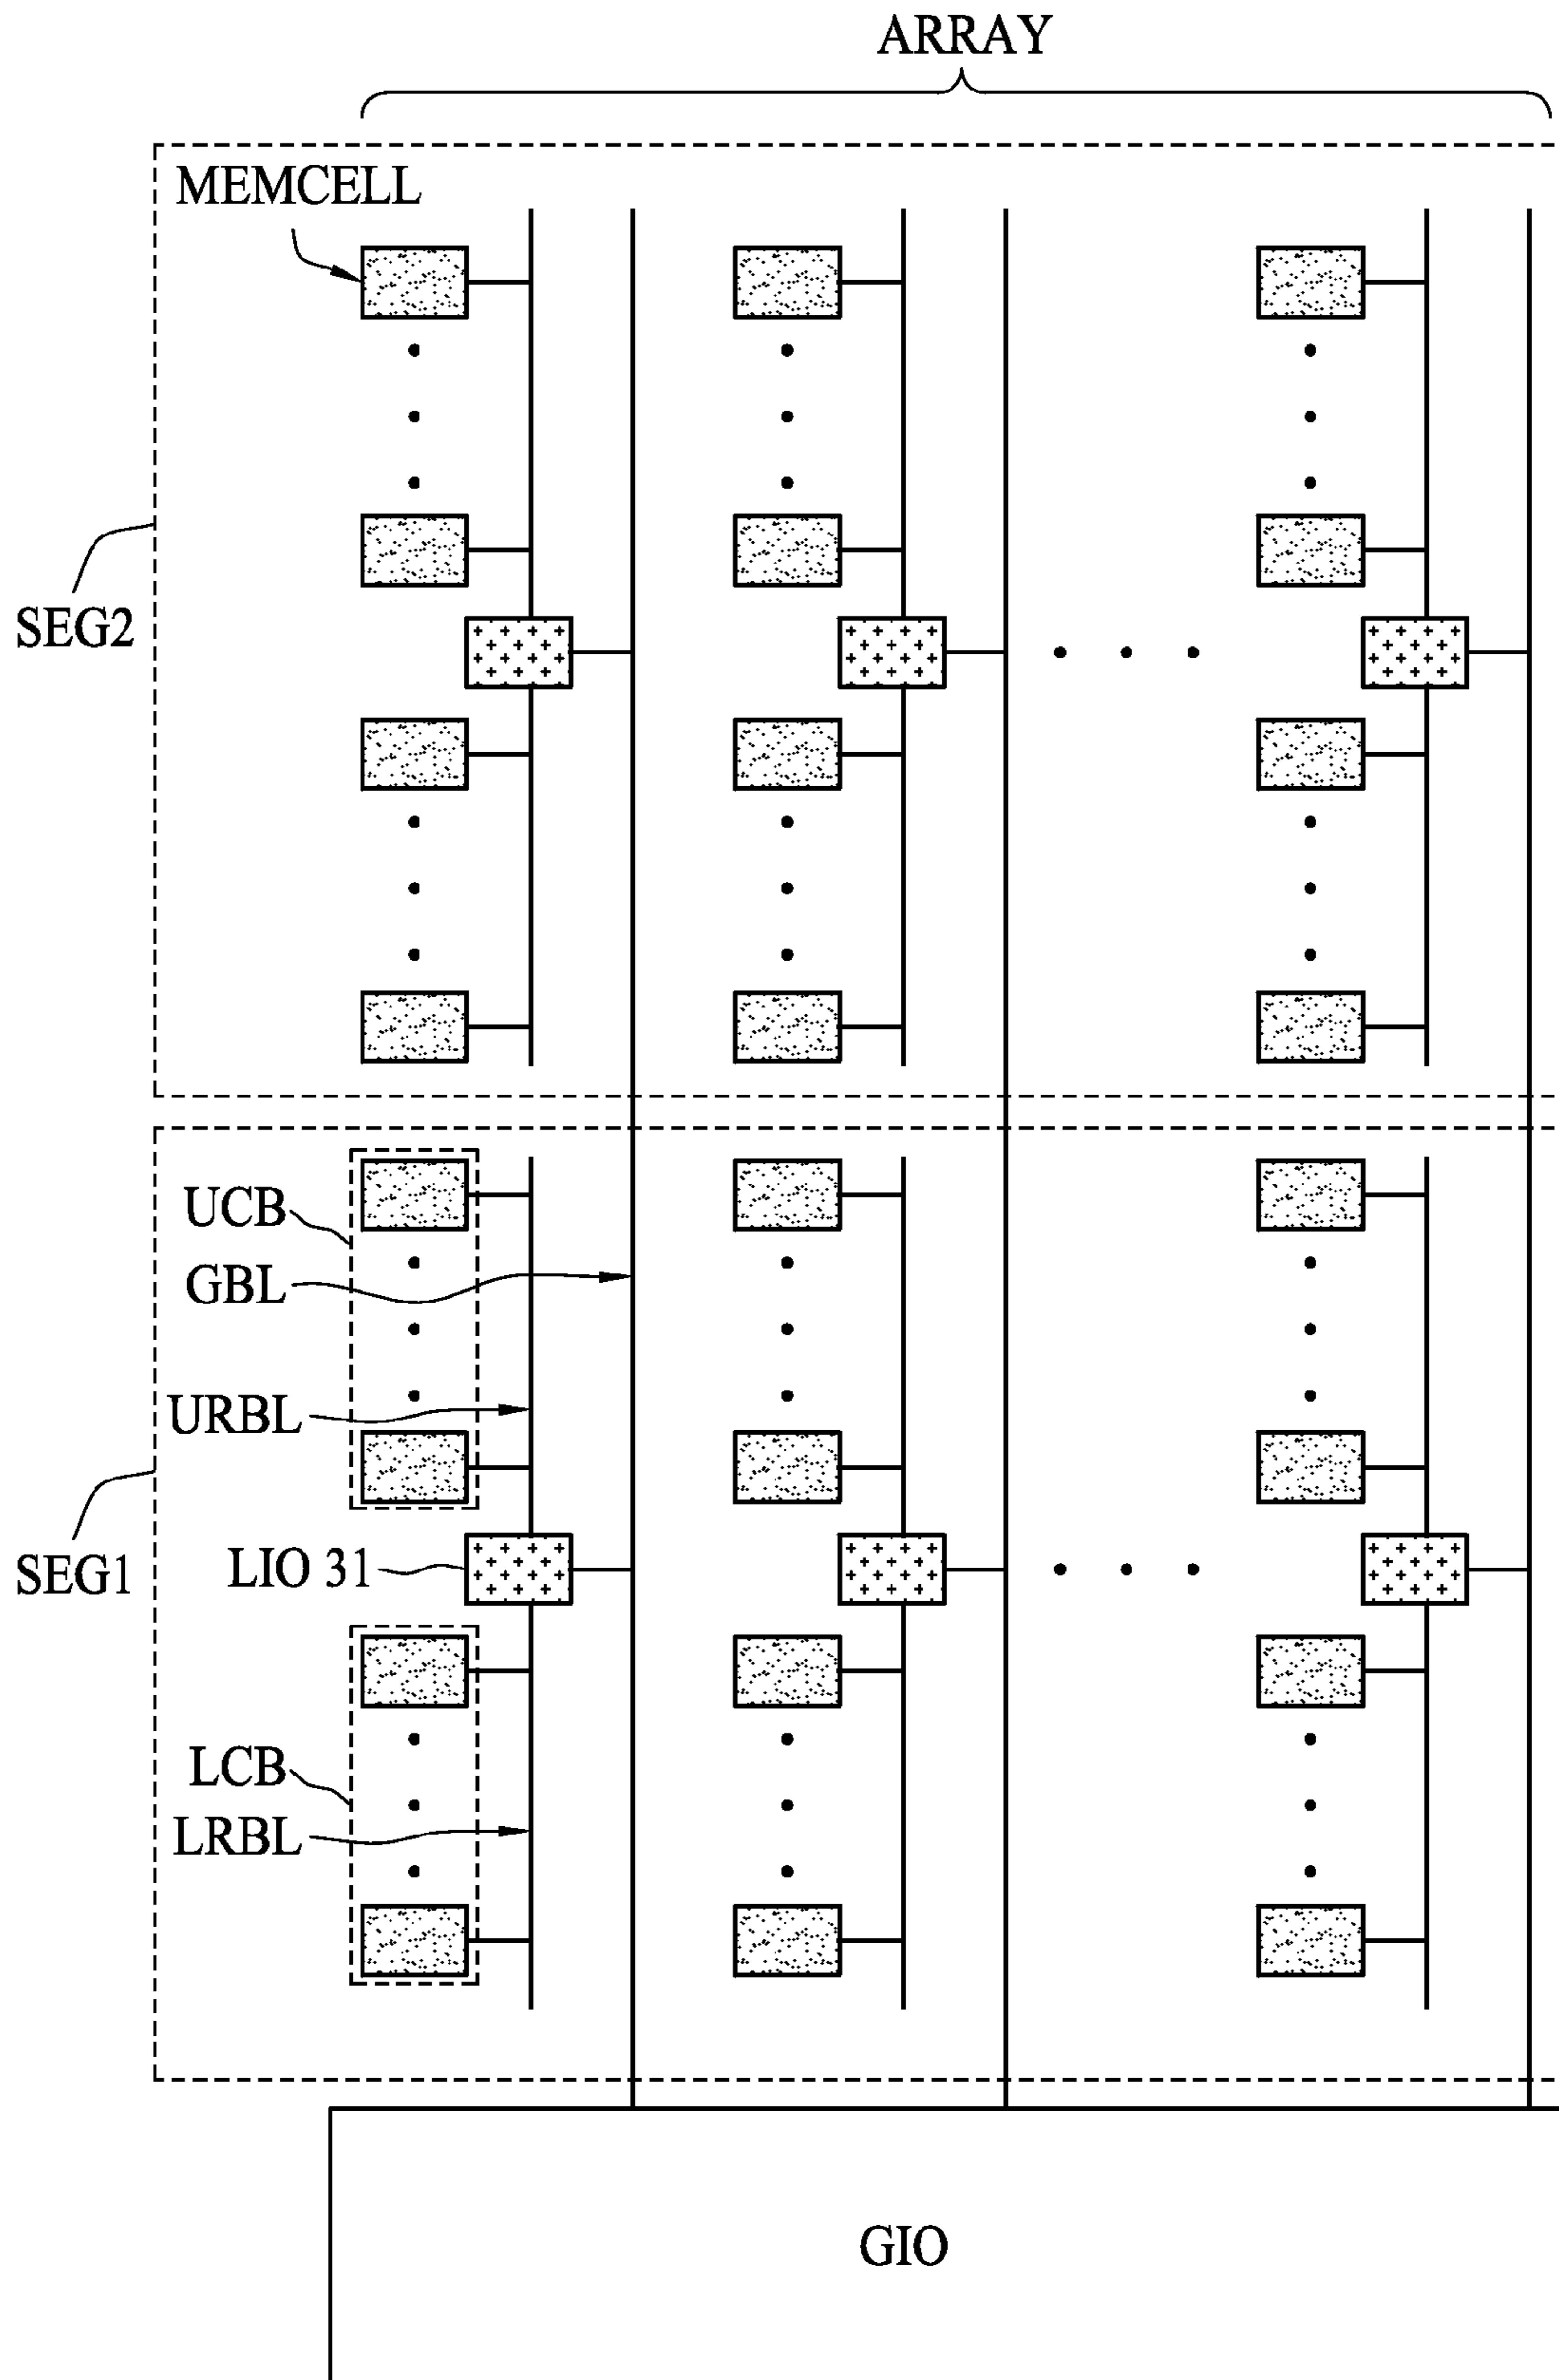 ARRAY
MEMCELL
SEG2
UCB
GBL
URBL
SEG1
LIO 31
LCB
LRBL
GIO